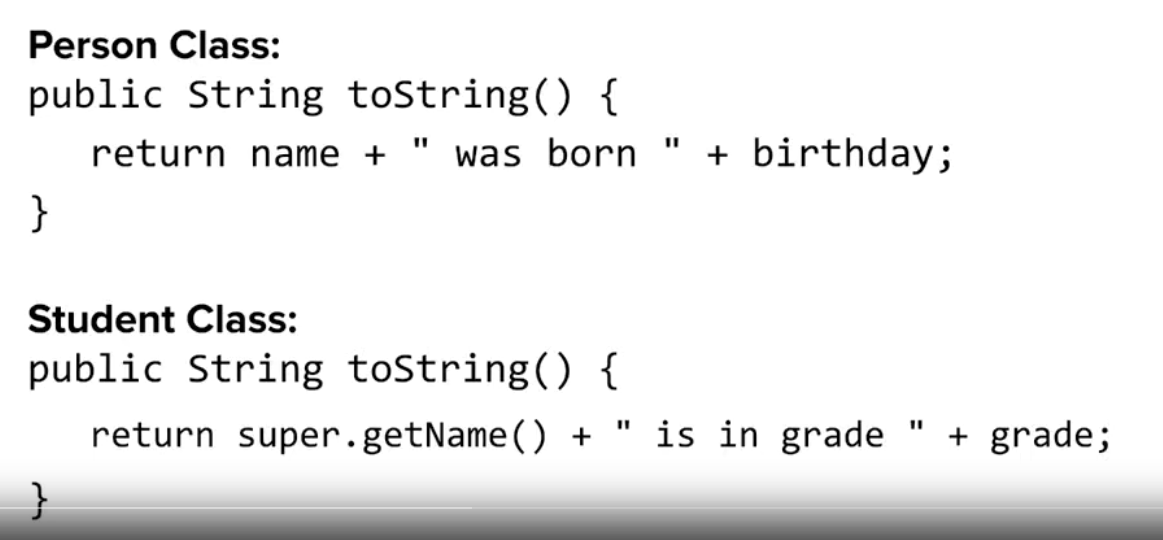 Person Class:
public String toString() {
return name + " was born " + birthday;
}
Student Class:
public String toString() {
return super.getName() + " is in grade " + grade;
}